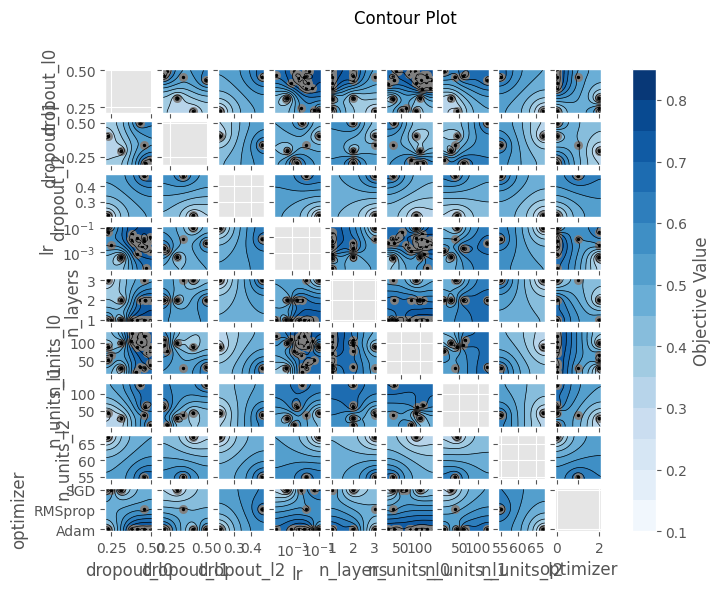 Contour Plot
dropout_l0
0.50
0.25
dropout_l1
0.50
0.25
dropout_l2
0.4
0.3
lr
10⁻¹
10⁻³
n_layers
3
2
1
n_units_l0
100
50
n_units_l1
100
50
n_units_l2
65
60
55
optimizer
SGD
RMSprop
Adam
0.25 0.50 0.25 0.50 0.3 0.4 10⁻³ 10⁻¹ 1 2 3 50 100 50 100 55 60 65 0 2
dropout_l0 dropout_l1 dropout_l2 lr n_layers n_units_l0 n_units_l1 n_units_l2 optimizer
0.8
0.7
0.6
0.5
0.4
0.3
0.2
0.1
Objective Value